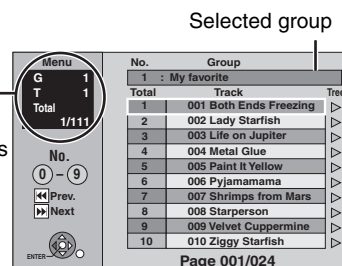 Selected group
Menu
G 1
T 1
Total
1/111
s
No.
0 – 9
Prev.
Next
ENTER
No. Group
1 : My favorite
Total Track Tree
1 001 Both Ends Freezing
2 002 Lady Starfish
3 003 Life on Jupiter
4 004 Metal Glue
5 005 Paint It Yellow
6 006 Pyjamamama
7 007 Shrimps from Mars
8 008 Starperson
9 009 Velvet Cuppermine
10 010 Ziggy Starfish
Page 001/024